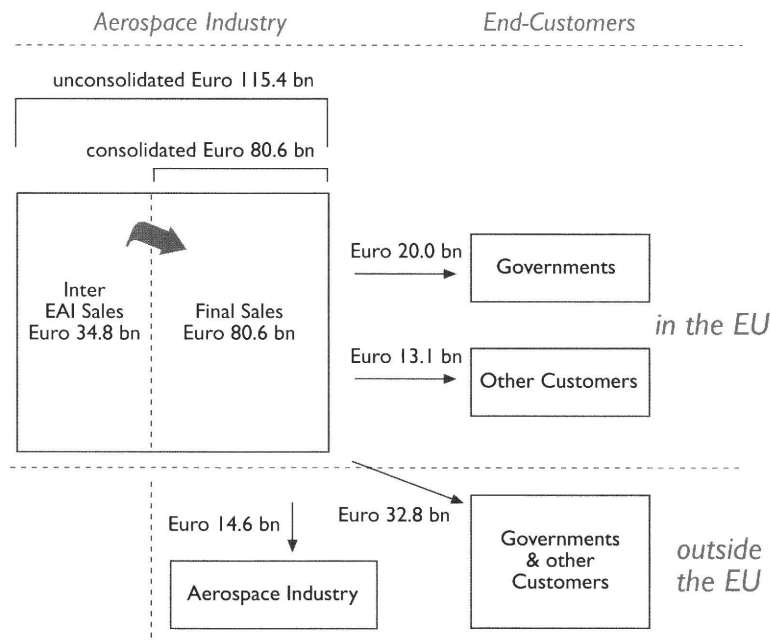 Aerospace Industry
End-Customers
unconsolidated Euro 115.4 bn
consolidated Euro 80.6 bn
Inter
EAI Sales
Euro 34.8 bn
Final Sales
Euro 80.6 bn
Euro 20.0 bn
Governments
in the EU
Euro 13.1 bn
Other Customers
Euro 14.6 bn
Euro 32.8 bn
Governments
& other
Customers
outside
the EU
Aerospace Industry